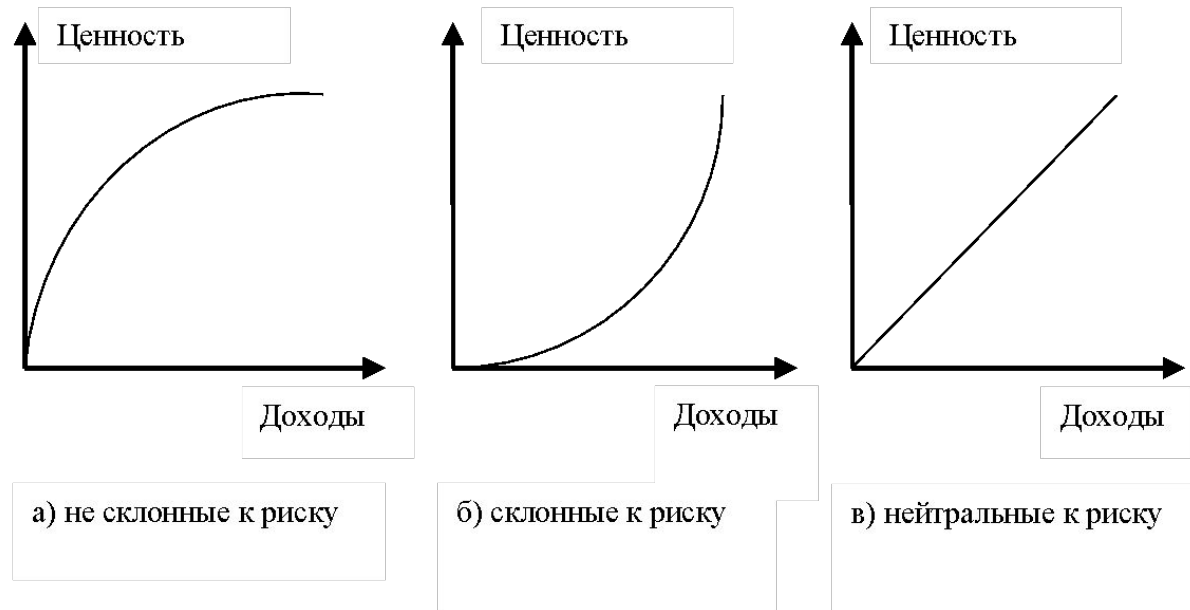 Ценность
Ценность
Ценность
Доходы
Доходы
Доходы
а) не склонные к риску
б) склонные к риску
в) нейтральные к риску